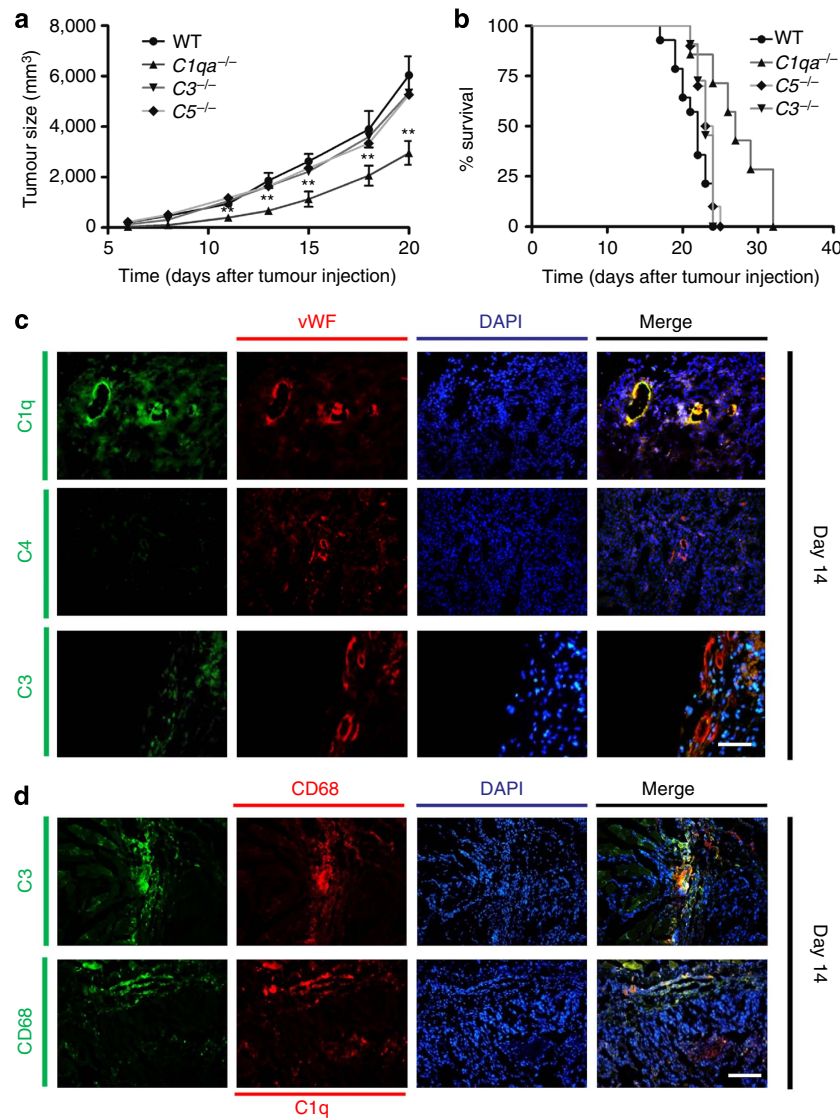 a
8,000
6,000
4,000
2,000
0
Tumour size (mm³)
WT
C1qa⁻/⁻
C3⁻/⁻
C5⁻/⁻
**
**
**
**
**
5
10
15
20
Time (days after tumour injection)
b
100
75
50
25
0
% survival
WT
C1qa⁻/⁻
C5⁻/⁻
C3⁻/⁻
0
10
20
30
40
Time (days after tumour injection)
c
vWF
DAPI
Merge
C1q
C4
C3
Day 14
d
CD68
DAPI
Merge
C3
CD68
Day 14
C1q